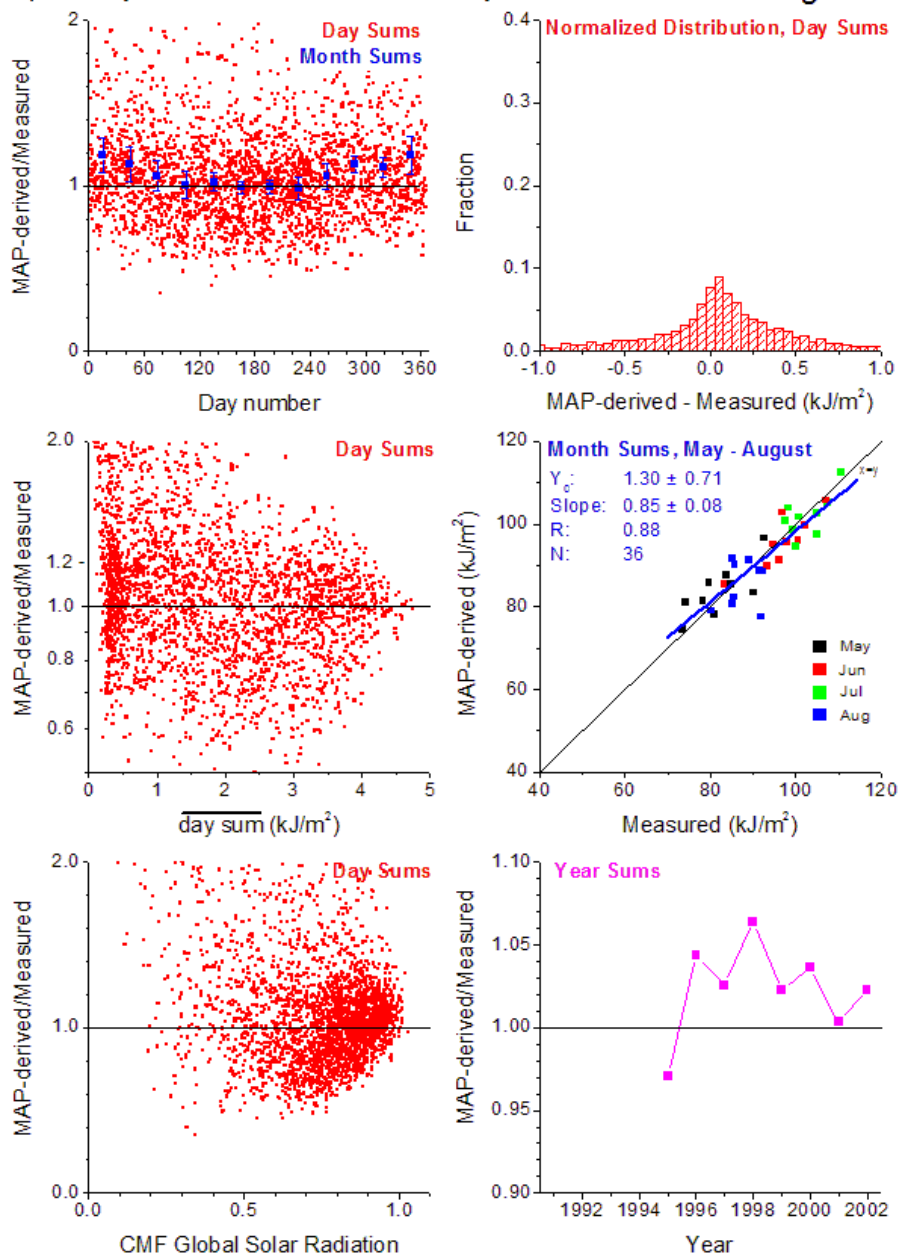 Day Sums
Month Sums
2
1
0
MAP-derived/Measured
0 60 120 180 240 300 360
Day number
Normalized Distribution, Day Sums
0.4
0.3
0.2
0.1
0.0
Fraction
-1.0 -0.5 0.0 0.5 1.0
MAP-derived - Measured (kJ/m²)
Day Sums
2.0
1.2
1.0
0.8
0.6
MAP-derived/Measured
0 1 2 3 4 5
day sum (kJ/m²)
Month Sums, May - August
Y₀: 1.30 ± 0.71
Slope: 0.85 ± 0.08
R: 0.88
N: 36
x=y
May
Jun
Jul
Aug
120
100
80
60
40
MAP-derived (kJ/m²)
40 60 80 100 120
Measured (kJ/m²)
Day Sums
2.0
1.0
0.0
MAP-derived/Measured
0.0 0.5 1.0
CMF Global Solar Radiation
Year Sums
1.10
1.05
1.00
0.95
0.90
MAP-derived/Measured
1992 1994 1996 1998 2000 2002
Year